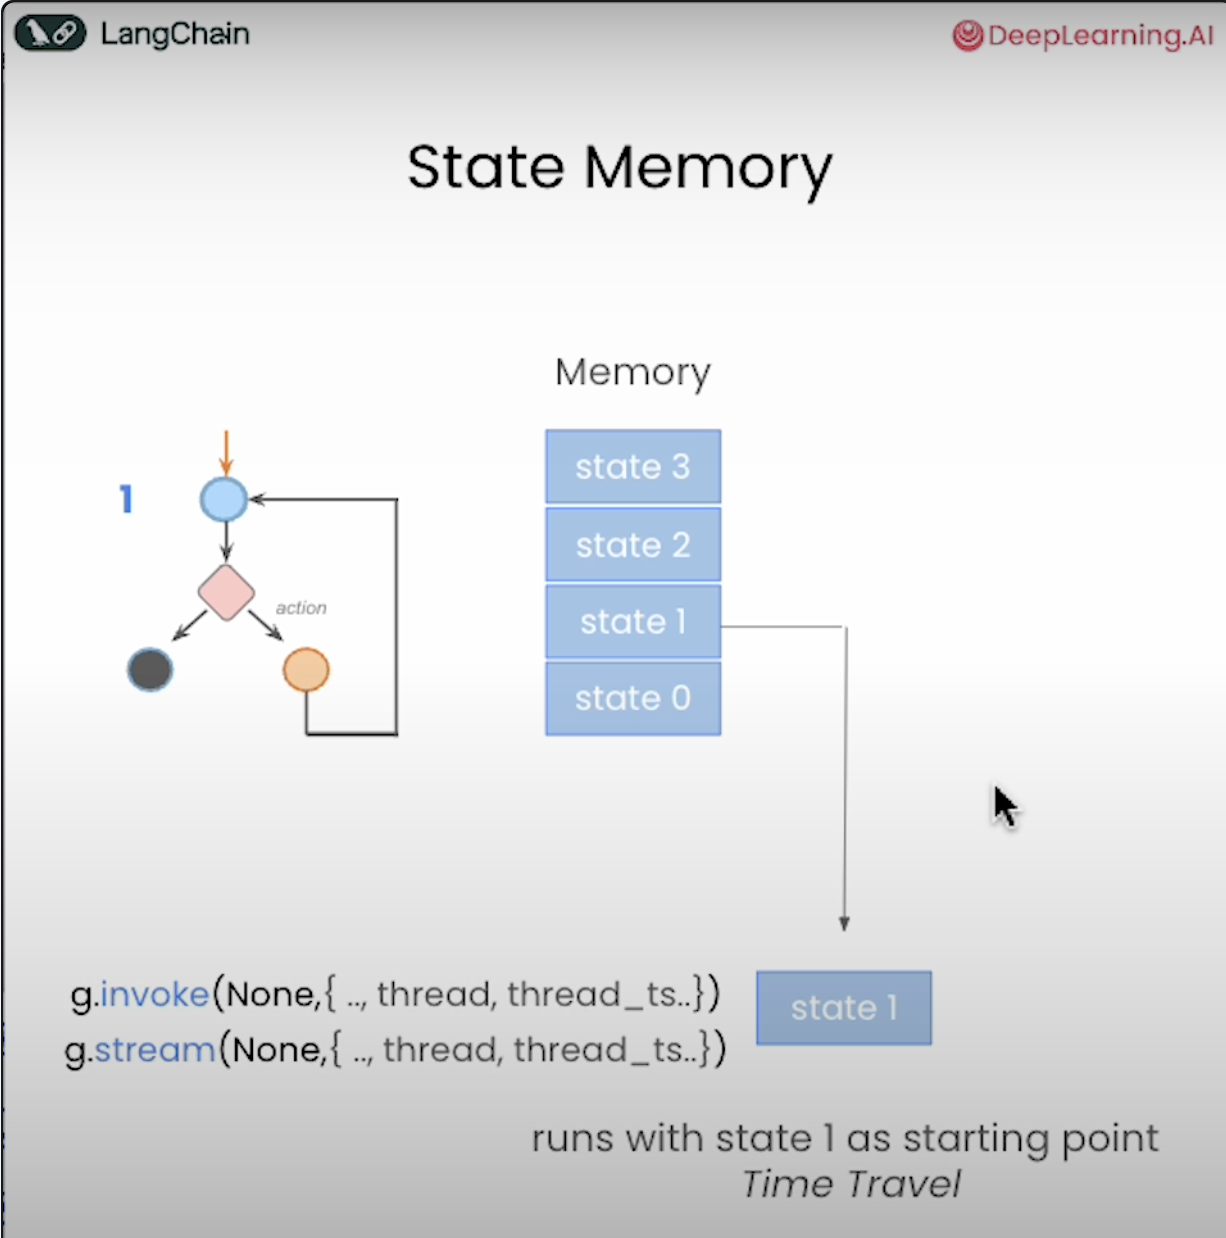 LangChain
DeepLearning.AI
State Memory
Memory
state 3
1
state 2
action
state 1
state 0
g.invoke(None,{ .., thread, thread_ts..})
state 1
g.stream(None,{ .., thread, thread_ts..})
runs with state 1 as starting point
Time Travel